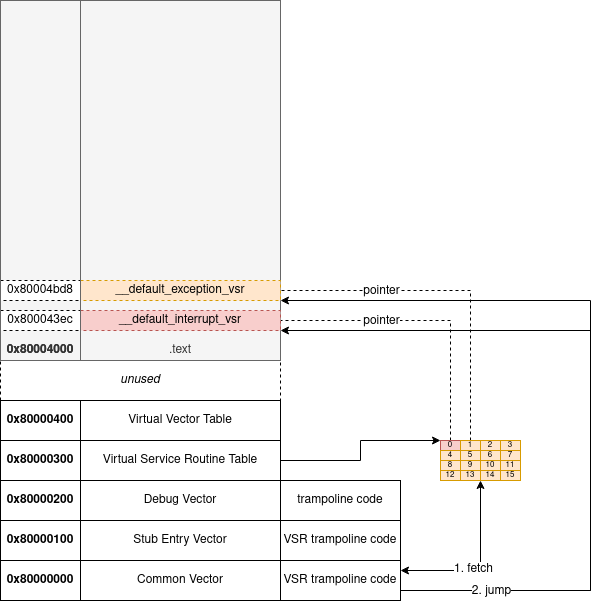 0x80004bd8 __default_exception_vsr pointer
0x800043ec __default_interrupt_vsr pointer
0x80004000 .text
unused
0x80000400 Virtual Vector Table
0x80000300 Virtual Service Routine Table
0 1 2 3
4 5 6 7
8 9 10 11
12 13 14 15
0x80000200 Debug Vector trampoline code
0x80000100 Stub Entry Vector VSR trampoline code
1. fetch
0x80000000 Common Vector VSR trampoline code
2. jump